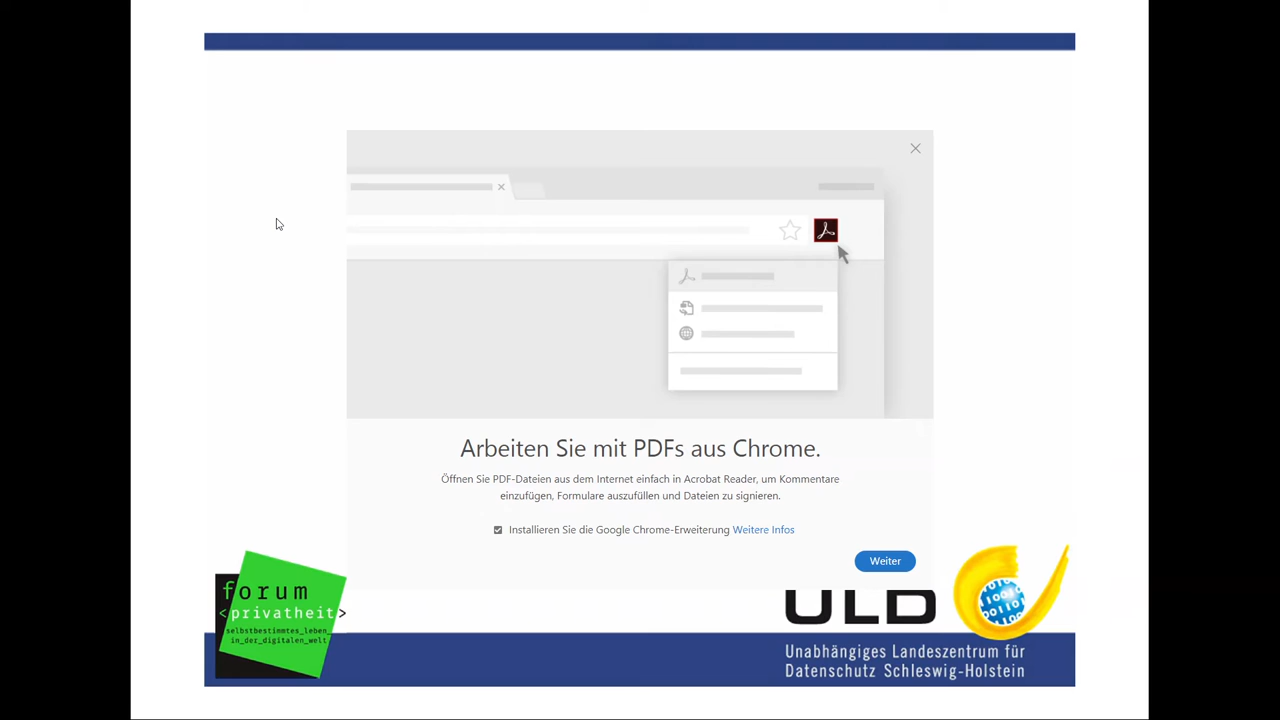 Arbeiten Sie mit PDFs aus Chrome.
Öffnen Sie PDF-Dateien aus dem Internet einfach in Acrobat Reader, um Kommentare
einzufügen, Formulare auszufüllen und Dateien zu signieren.
Installieren Sie die Google Chrome-Erweiterung Weitere Infos
Weiter
forum
<privatheit>
selbstbestimmtes_leben_
in_der_digitalen_welt
ULD
Unabhängiges Landeszentrum für
Datenschutz Schleswig-Holstein